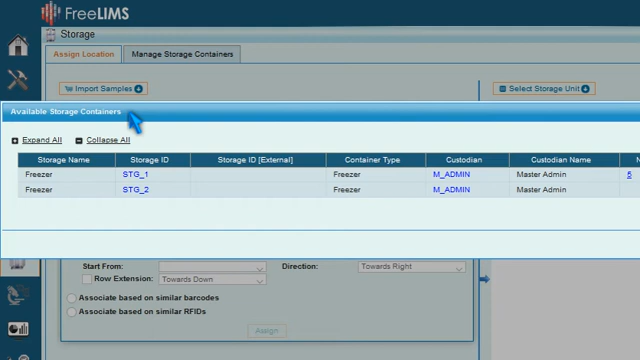 FreeLIMS
Storage
Assign Location Manage Storage Containers
Import Samples Select Storage Unit
Available Storage Containers
Expand All Collapse All
Storage Name Storage ID Storage ID [External] Container Type Custodian Custodian Name N
Freezer STG_1 Freezer M_ADMIN Master Admin 5
Freezer STG_2 Freezer M_ADMIN Master Admin
Start From: Direction: Towards Right
Row Extension: Towards Down
Associate based on similar barcodes
Associate based on similar RFIDs
Assign